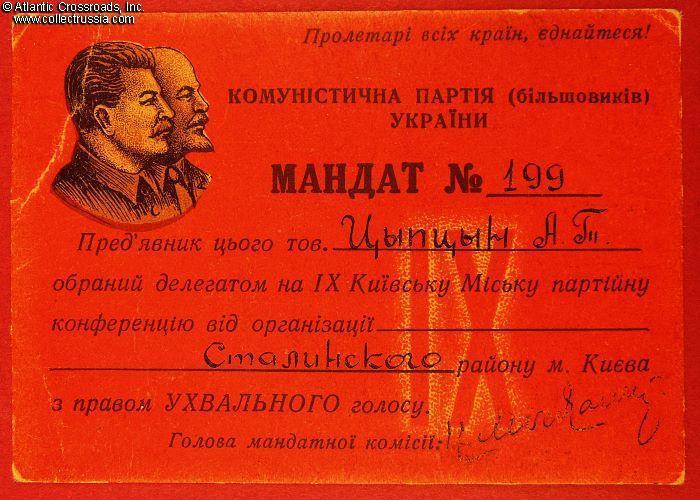 © Atlantic Crossroads, Inc.
www.collectrussia.com
Пролетарі всіх країн, єднайтеся!
КОМУНІСТИЧНА ПАРТІЯ (більшовиків)
УКРАЇНИ
МАНДАТ № 199
Пред'явник цього тов. Цыпцын А.Т.
обраний делегатом на IX Київську Міську партійну
конференцію від організації
Сталинского району м. Києва
з правом УХВАЛЬНОГО голосу.
Голова мандатної комісії:
IX